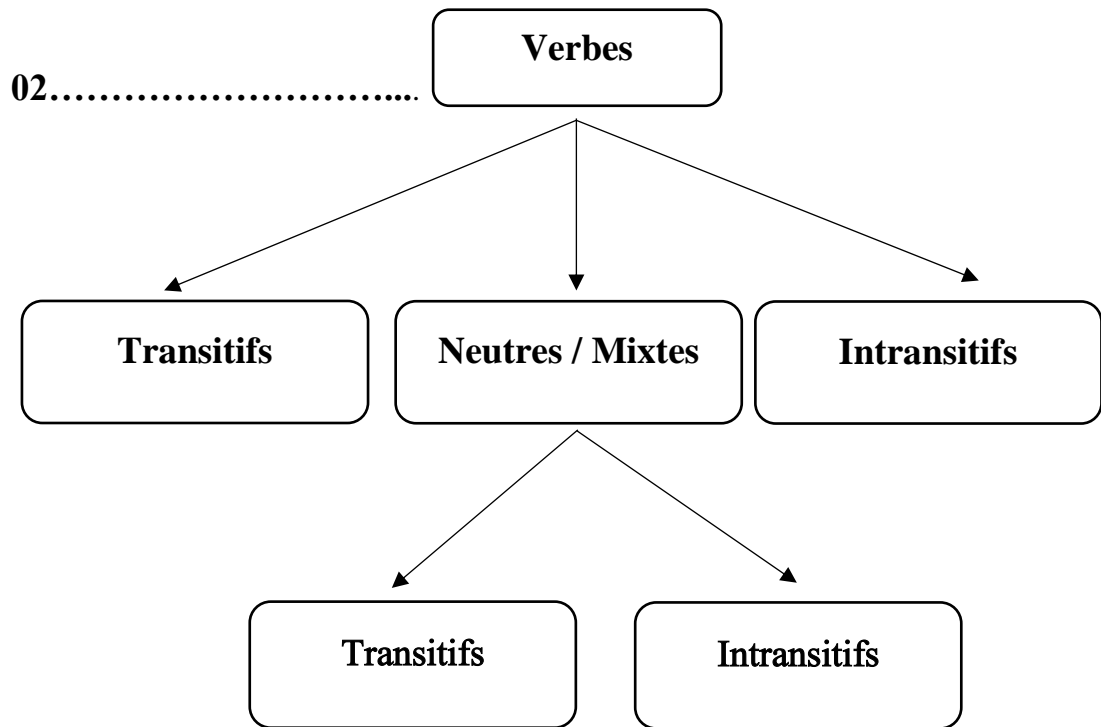 Verbes
02…………………………...
Transitifs
Neutres / Mixtes
Intransitifs
Transitifs
Intransitifs